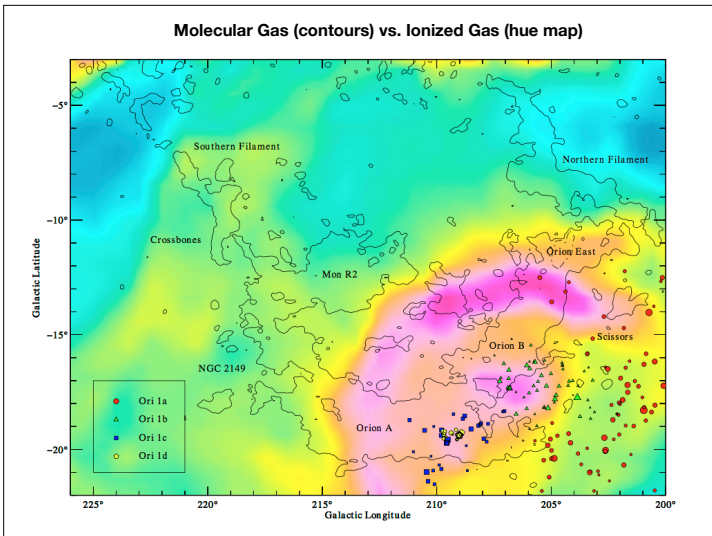 Molecular Gas (contours) vs. Ionized Gas (hue map)
−5°
Southern Filament
Northern Filament
−10°
Crossbones
Orion East
Mon R2
Galactic Latitude
−15°
Scissors
Orion B
NGC 2149
Ori 1a
Ori 1b
Orion A
Ori 1c
−20°
Ori 1d
225°
220°
215°
210°
205°
200°
Galactic Longitude